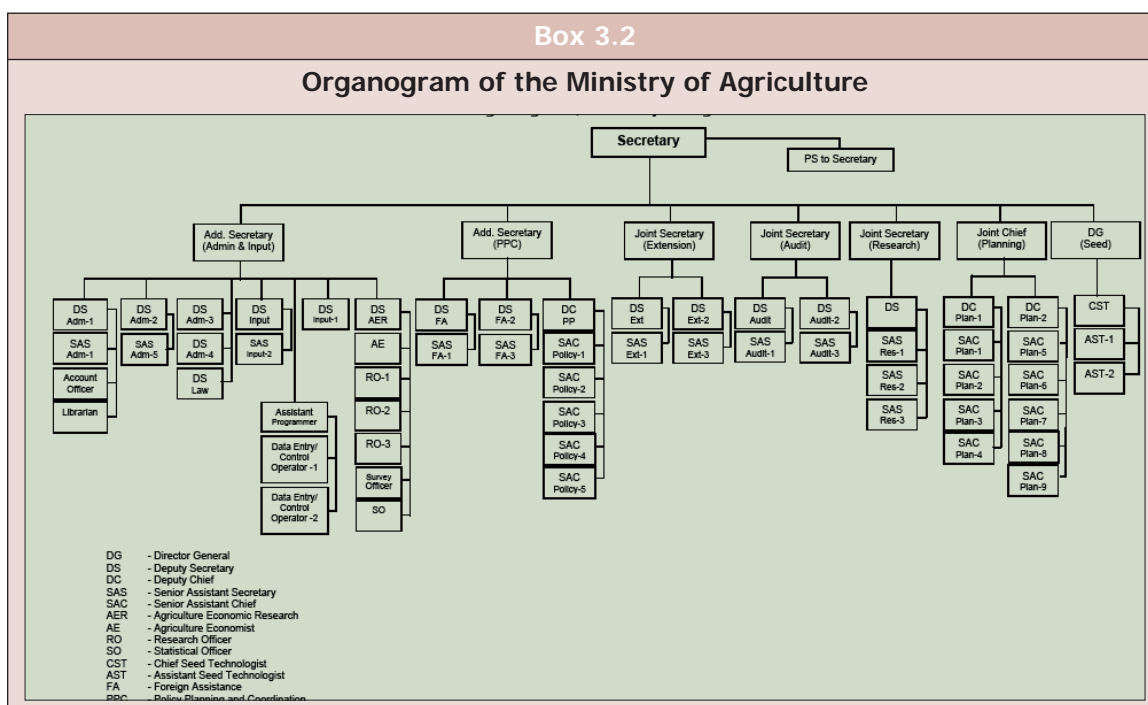 Box 3.2
Organogram of the Ministry of Agriculture
Secretary
PS to Secretary
Add. Secretary
(Admin & Input)
Add. Secretary
(PPC)
Joint Secretary
(Extension)
Joint Secretary
(Audit)
Joint Secretary
(Research)
Joint Chief
(Planning)
DG
(Seed)
DS
Adm-1
SAS
Adm-1
Account
Officer
Librarian
DS
Adm-2
SAS
Adm-5
DS
Adm-3
DS
Adm-4
DS
Law
DS
Input
SAS
Input-2
Assistant
Programmer
Data Entry/
Control
Operator -1
Data Entry/
Control
Operator -2
DS
Input-1
DS
AER
AE
RO-1
RO-2
RO-3
Survey
Officer
SO
DS
FA
SAS
FA-1
DS
FA-2
SAS
FA-3
DC
PP
SAC
Policy-1
SAC
Policy-2
SAC
Policy-3
SAC
Policy-4
SAC
Policy-5
DS
Ext
SAS
Ext-1
DS
Ext-2
SAS
Ext-3
DS
Audit
SAS
Audit-1
DS
Audit-2
SAS
Audit-3
DS
SAS
Res-1
SAS
Res-2
SAS
Res-3
DC
Plan-1
SAC
Plan-1
SAC
Plan-2
SAC
Plan-3
SAC
Plan-4
DC
Plan-2
SAC
Plan-5
SAC
Plan-6
SAC
Plan-7
SAC
Plan-8
SAC
Plan-9
CST
AST-1
AST-2
DG - Director General
DS - Deputy Secretary
DC - Deputy Chief
SAS - Senior Assistant Secretary
SAC - Senior Assistant Chief
AER - Agriculture Economic Research
AE - Agriculture Economist
RO - Research Officer
SO - Statistical Officer
CST - Chief Seed Technologist
AST - Assistant Seed Technologist
FA - Foreign Assistance
PPC - Policy Planning and Coordination